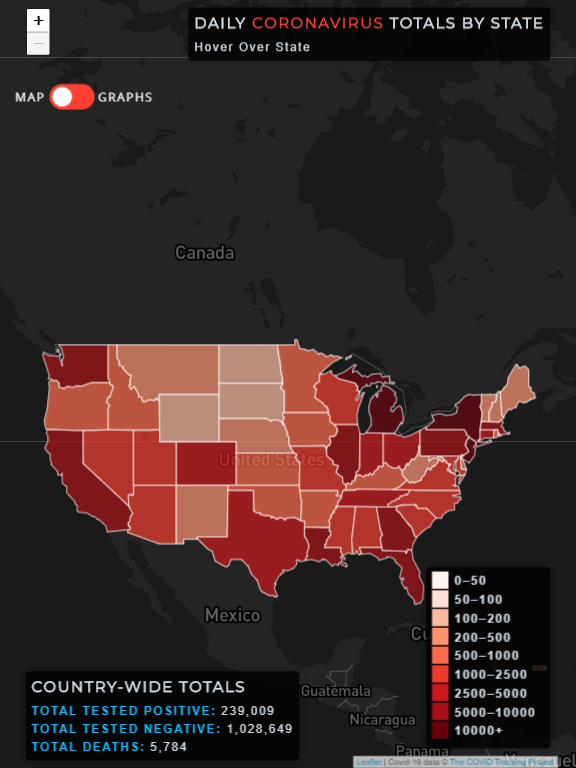 +
−
DAILY CORONAVIRUS TOTALS BY STATE
Hover Over State
MAP GRAPHS
Canada
United States
Mexico
Cu
Guatemala
Nicaragua
Panama
0–50
50–100
100–200
200–500
500–1000
1000–2500
2500–5000
5000–10000
10000+
COUNTRY-WIDE TOTALS
TOTAL TESTED POSITIVE: 239,009
TOTAL TESTED NEGATIVE: 1,028,649
TOTAL DEATHS: 5,784
Leaflet | Covid-19 data © The COVID Tracking Project